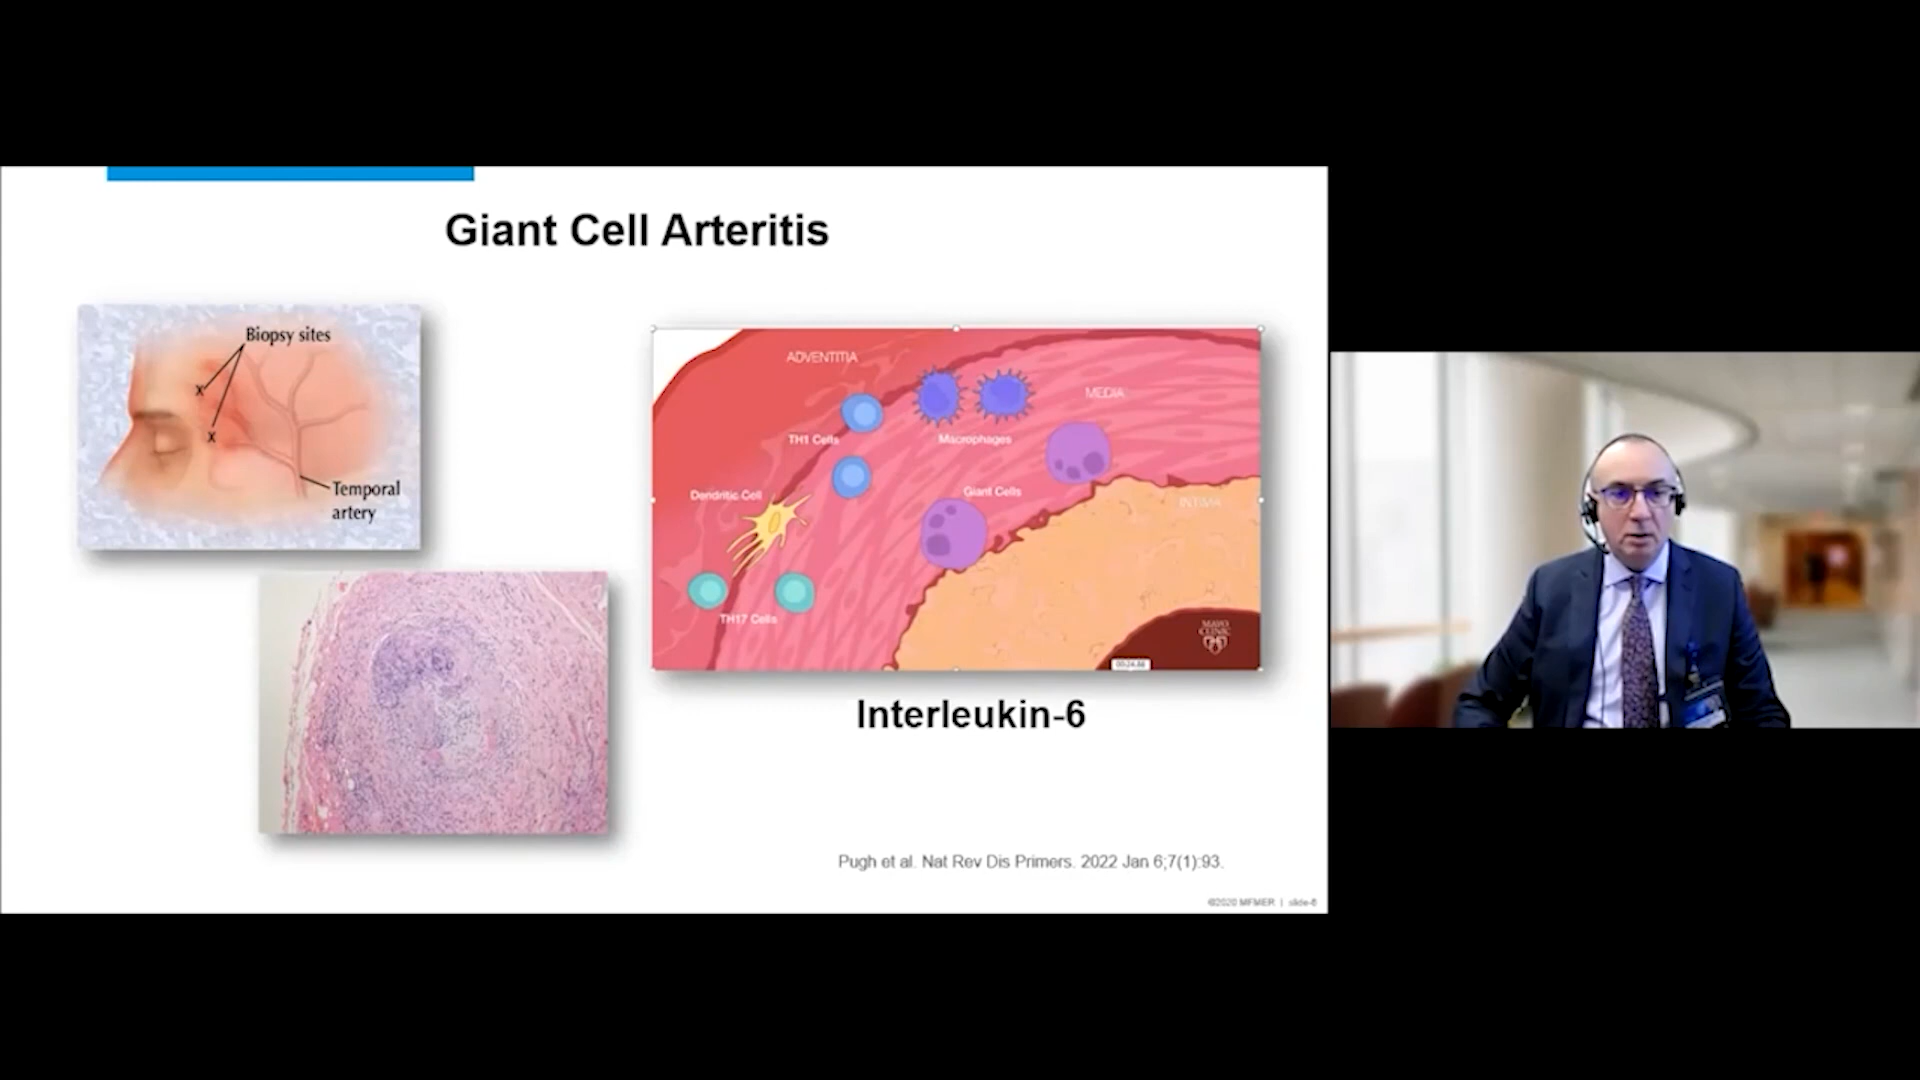 Giant Cell Arteritis
Biopsy sites
x
x
Temporal
artery
ADVENTITIA
MEDIA
TH1 Cells
Macrophages
Dendritic Cell
Giant Cells
INTIMA
TH17 Cells
MAYO
CLINIC
Interleukin-6
Pugh et al. Nat Rev Dis Primers. 2022 Jan 6;7(1):93.
©2020 MFMER | slide-6